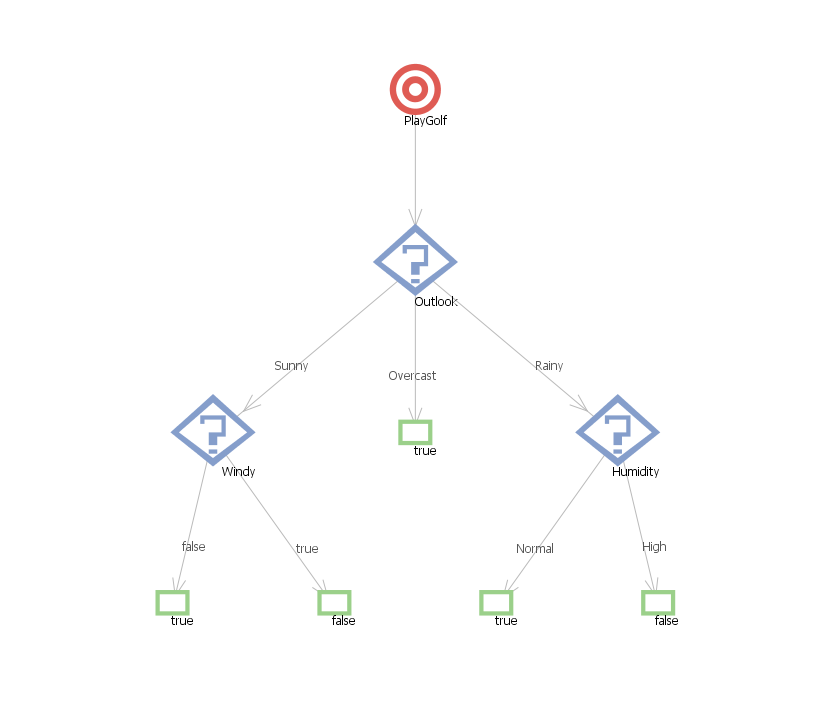 PlayGolf
Outlook
Sunny
Overcast
Rainy
true
Windy
Humidity
false
true
Normal
High
true
false
true
false